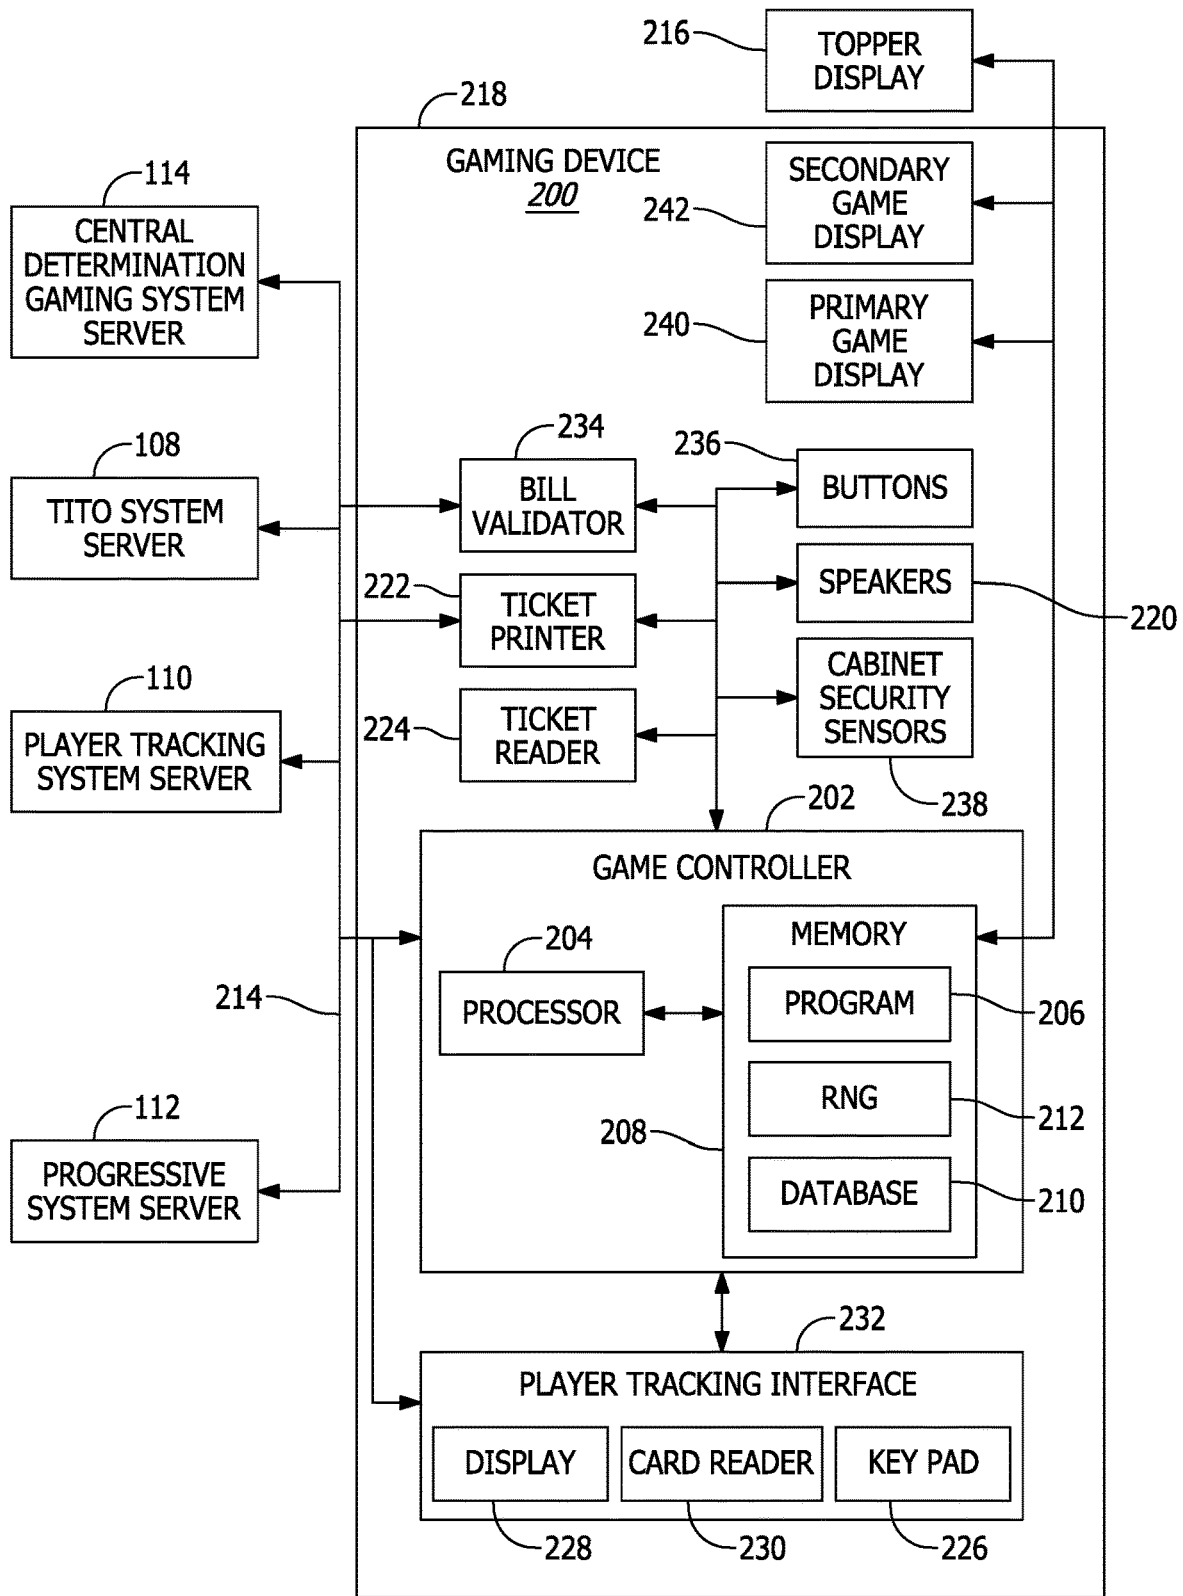 216
TOPPER
DISPLAY
218
GAMING DEVICE
200
242
SECONDARY
GAME
DISPLAY
114
CENTRAL
DETERMINATION
GAMING SYSTEM
SERVER
240
PRIMARY
GAME
DISPLAY
108
TITO SYSTEM
SERVER
234
BILL
VALIDATOR
236
BUTTONS
222
TICKET
PRINTER
SPEAKERS
220
110
PLAYER TRACKING
SYSTEM SERVER
224
TICKET
READER
CABINET
SECURITY
SENSORS
238
202
GAME CONTROLLER
204
PROCESSOR
MEMORY
PROGRAM
206
RNG
212
208
DATABASE
210
214
112
PROGRESSIVE
SYSTEM SERVER
232
PLAYER TRACKING INTERFACE
DISPLAY
CARD READER
KEY PAD
228
230
226